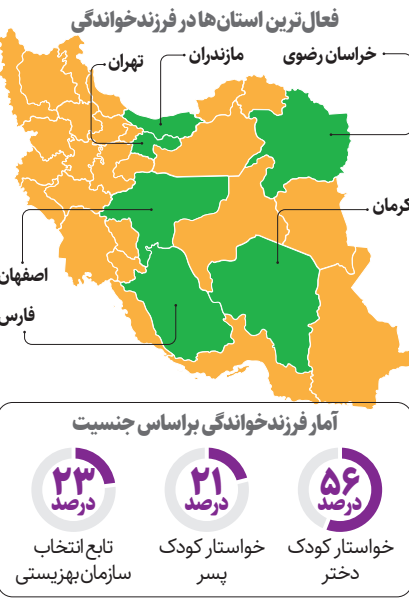 فعال‌ترین استان‌ها در فرزندخواندگی
خراسان رضوی
مازندران
تهران
کرمان
اصفهان
فارس
آمار فرزندخواندگی براساس جنسیت
۵۶
درصد
خواستار کودک
دختر
۲۱
درصد
خواستار کودک
پسر
۲۳
درصد
تابع انتخاب
سازمان بهزیستی